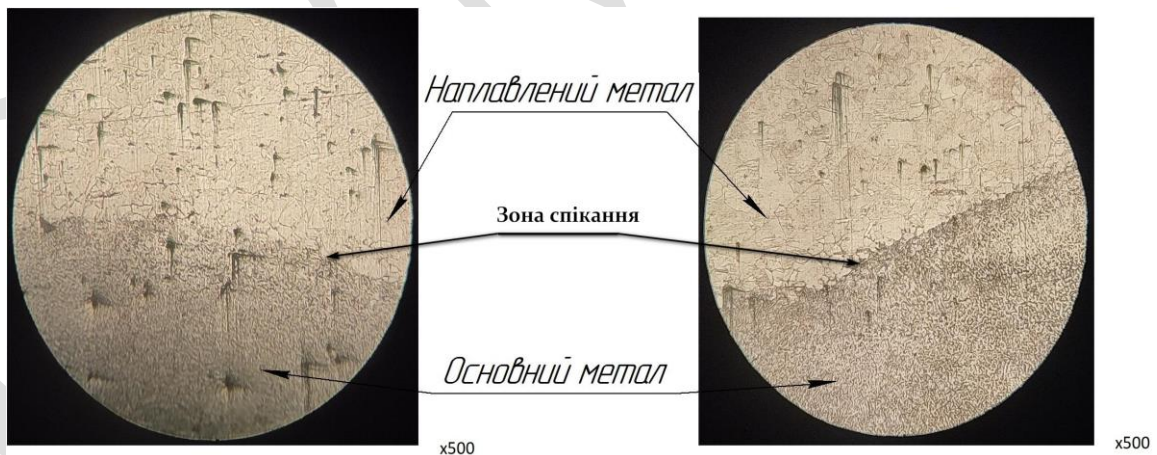 Наплавлений метал
Зона спікання
Основний метал
x500
x500